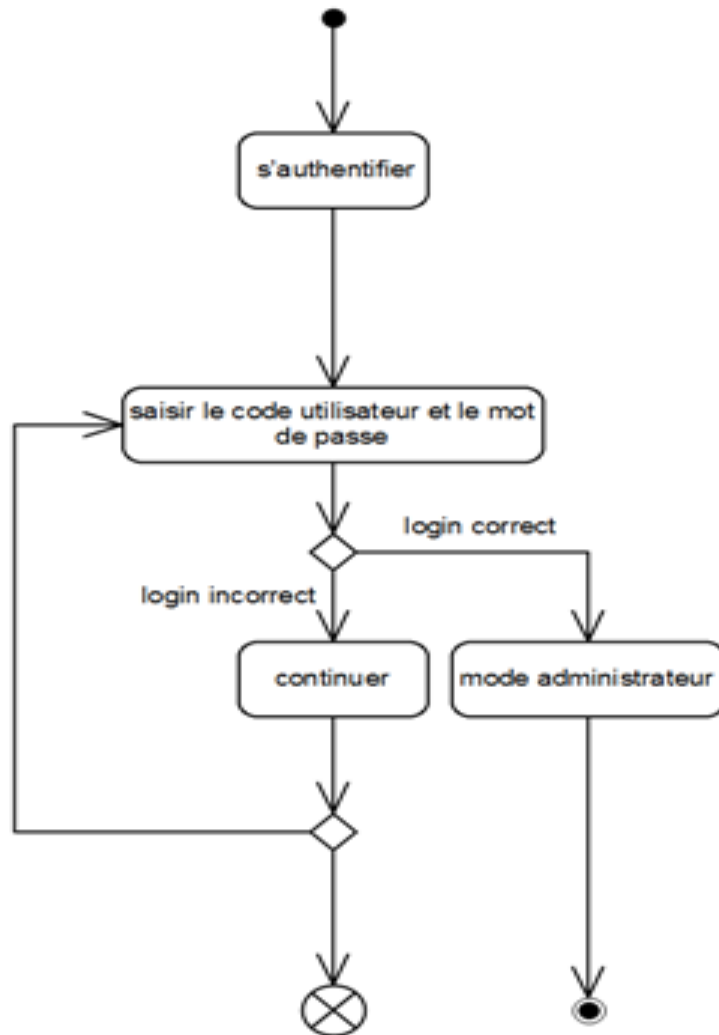 s'authentifier
saisir le code utilisateur et le mot
de passe
login correct
login incorrect
continuer
mode administrateur